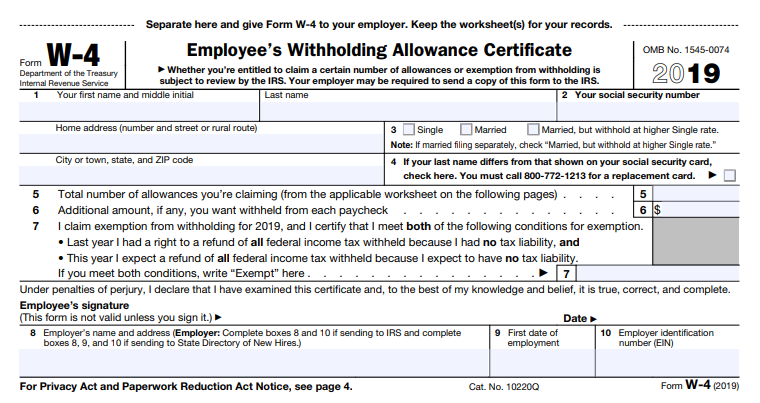 Separate here and give Form W-4 to your employer. Keep the worksheet(s) for your records.
Form W-4
Department of the Treasury
Internal Revenue Service
Employee's Withholding Allowance Certificate
▶ Whether you're entitled to claim a certain number of allowances or exemption from withholding is
subject to review by the IRS. Your employer may be required to send a copy of this form to the IRS.
OMB No. 1545-0074
2019
1 Your first name and middle initial
Last name
2 Your social security number
Home address (number and street or rural route)
3 Single Married Married, but withhold at higher Single rate.
Note: If married filing separately, check “Married, but withhold at higher Single rate.”
City or town, state, and ZIP code
4 If your last name differs from that shown on your social security card,
check here. You must call 800-772-1213 for a replacement card. ▶
5 Total number of allowances you're claiming (from the applicable worksheet on the following pages) . . . . 5
6 Additional amount, if any, you want withheld from each paycheck . . . . . . . . . . . . . . 6 $
7 I claim exemption from withholding for 2019, and I certify that I meet both of the following conditions for exemption.
• Last year I had a right to a refund of all federal income tax withheld because I had no tax liability, and
• This year I expect a refund of all federal income tax withheld because I expect to have no tax liability.
If you meet both conditions, write “Exempt” here . . . . . . . . . . . . . . . ▶ 7
Under penalties of perjury, I declare that I have examined this certificate and, to the best of my knowledge and belief, it is true, correct, and complete.
Employee's signature
(This form is not valid unless you sign it.) ▶ Date ▶
8 Employer's name and address (Employer: Complete boxes 8 and 10 if sending to IRS and complete
boxes 8, 9, and 10 if sending to State Directory of New Hires.)
9 First date of
employment
10 Employer identification
number (EIN)
For Privacy Act and Paperwork Reduction Act Notice, see page 4. Cat. No. 10220Q Form W-4 (2019)